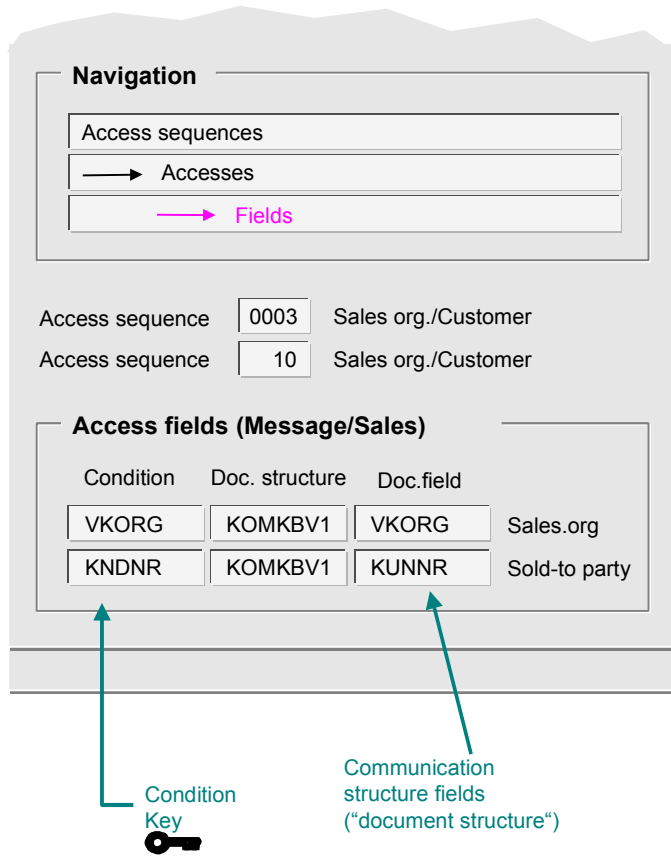 Navigation
Access sequences
Accesses
Fields
Access sequence 0003 Sales org./Customer
Access sequence 10 Sales org./Customer
Access fields (Message/Sales)
Condition Doc. structure Doc.field
VKORG KOMKBV1 VKORG Sales.org
KNDNR KOMKBV1 KUNNR Sold-to party
Condition
Key
Communication
structure fields
(“document structure“)